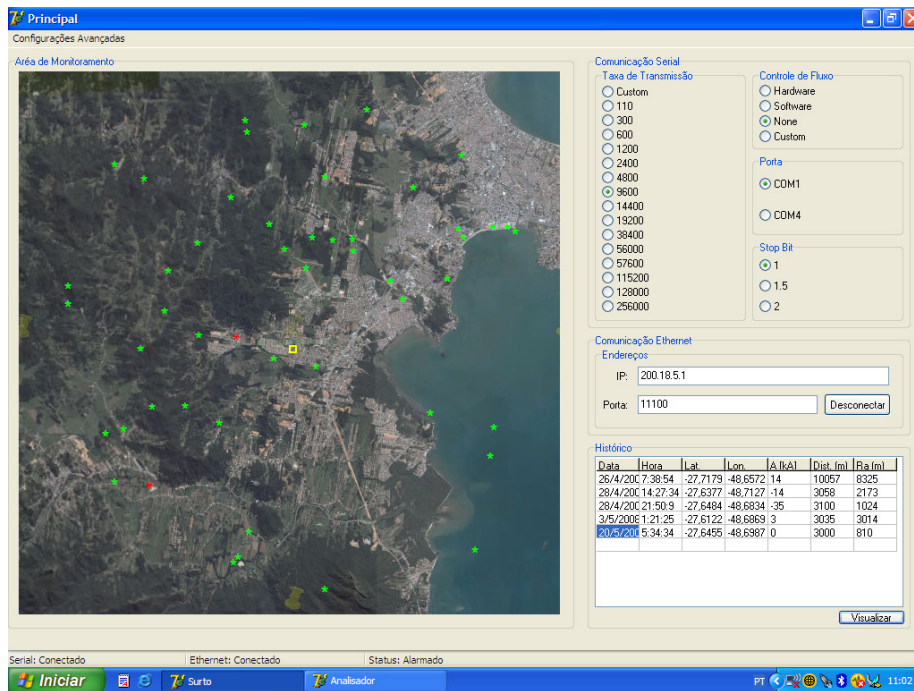 Principal
Configurações Avançadas
Aréa de Monitoramento
Comunicação Serial
Taxa de Transmissão
Custom
110
300
600
1200
2400
4800
9600
14400
19200
38400
56000
57600
115200
128000
256000
Controle de Fluxo
Hardware
Software
None
Custom
Porta
COM1
COM4
Stop Bit
1
1.5
2
Comunicação Ethernet
Endereços
IP: 200.18.5.1
Porta: 11100 Desconectar
Histórico
Data Hora Lat. Lon. A [kA] Dist. (m) Ra (m)
26/4/200 7:38:54 -27,7179 -48,6572 14 10057 8325
28/4/200 14:27:34 -27,6377 -48,7127 -14 3058 2173
28/4/200 21:50:9 -27,6484 -48,6834 -35 3100 1024
3/5/2008 1:21:25 -27,6122 -48,6869 3 3035 3014
20/5/200 5:34:34 -27,6455 -48,6987 0 3000 810
Visualizar
Serial: Conectado Ethernet: Conectado Status: Alarmado
Iniciar Surto Analisador PT 11:02